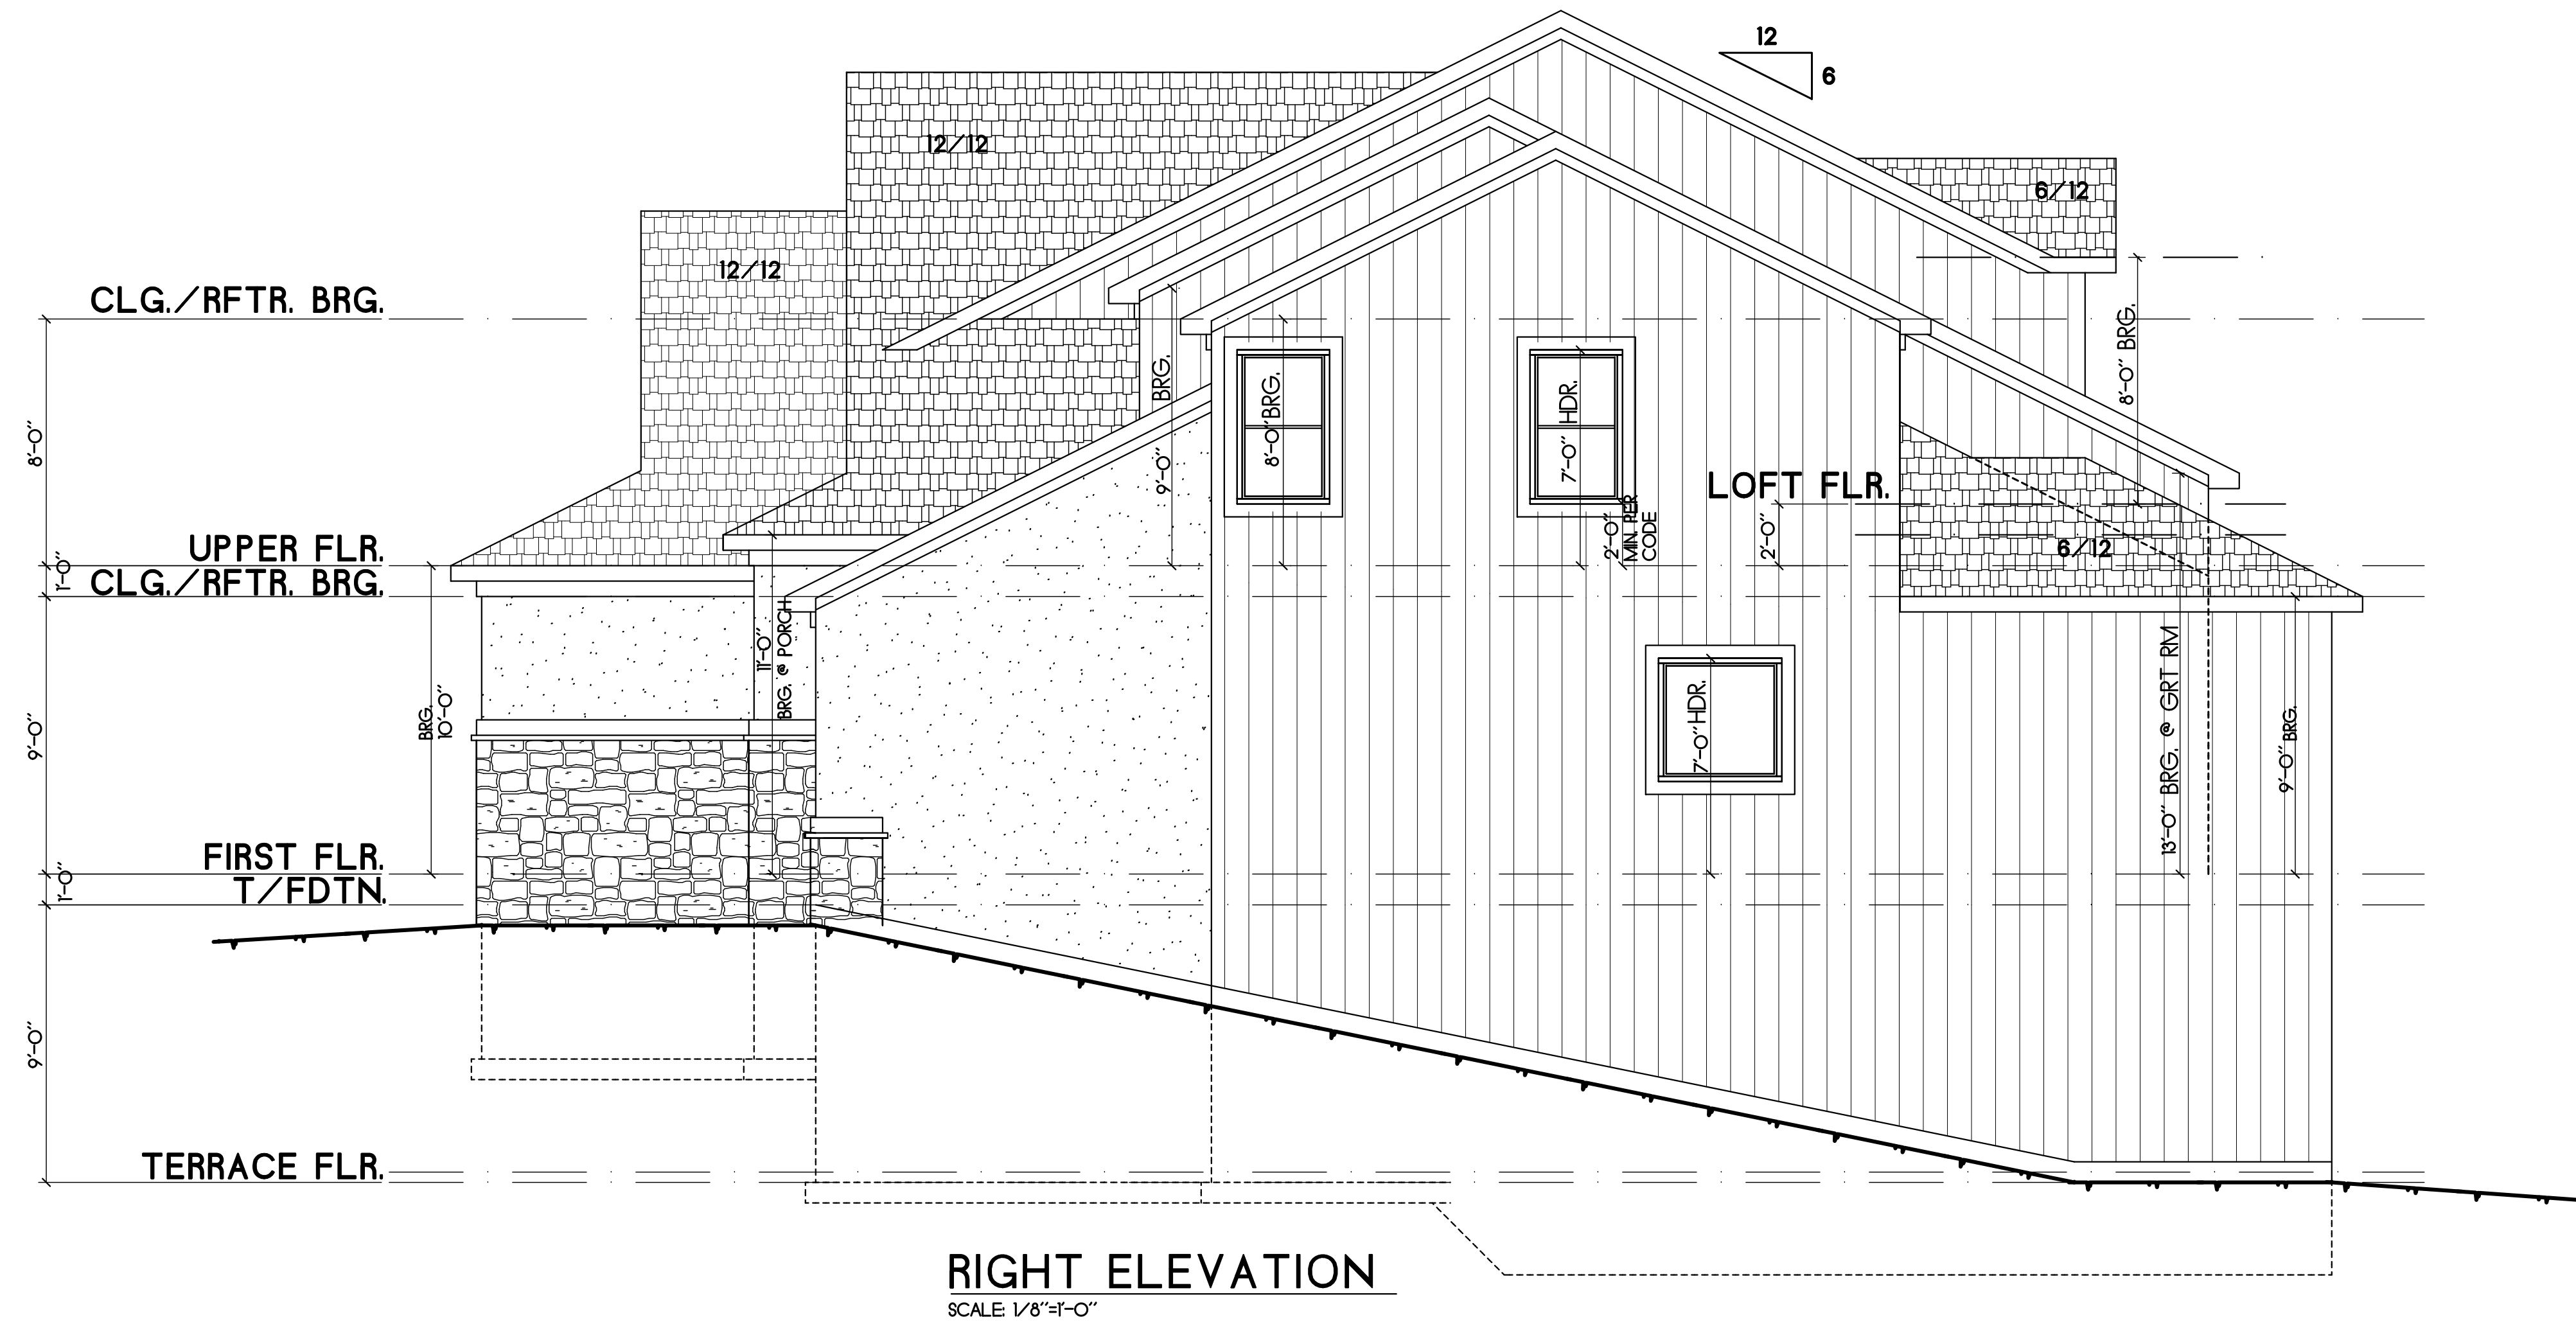 12
6
12/12
6/12
12/12
CLG./RFTR. BRG.
8'-0" BRG.
BRG.
8'-0" BRG.
7'-0" HDR.
8'-0"
9'-0"
LOFT FLR.
2'-0"
MIN. PER
CODE
2'-0"
UPPER FLR.
6/12
1'-0"
CLG./RFTR. BRG.
11'-0"
BRG. @ PORCH
BRG.
10'-0"
9'-0"
7'-0" HDR.
13'-0" BRG. @ GRT RM
9'-0" BRG.
FIRST FLR.
1'-0"
T/FDTN.
9'-0"
TERRACE FLR.
RIGHT ELEVATION
SCALE: 1/8"=1'-0"